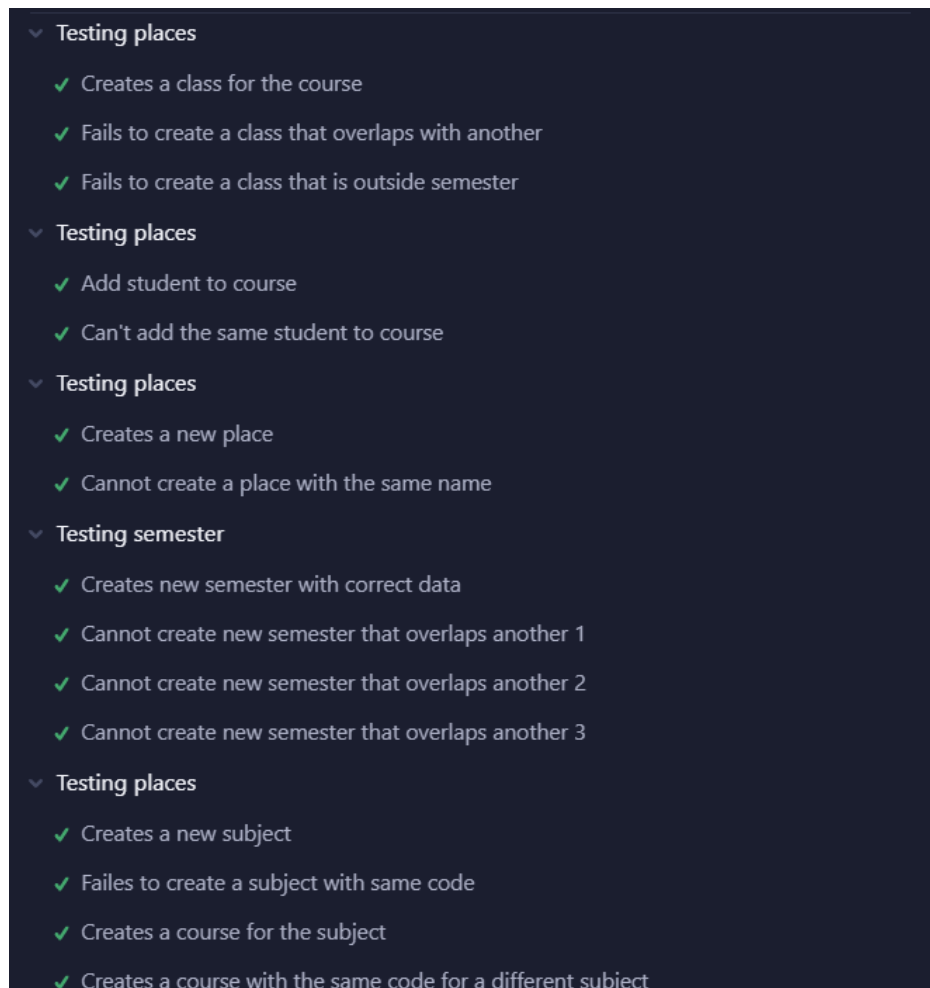 Testing places
Creates a class for the course
Fails to create a class that overlaps with another
Fails to create a class that is outside semester
Testing places
Add student to course
Can't add the same student to course
Testing places
Creates a new place
Cannot create a place with the same name
Testing semester
Creates new semester with correct data
Cannot create new semester that overlaps another 1
Cannot create new semester that overlaps another 2
Cannot create new semester that overlaps another 3
Testing places
Creates a new subject
Failes to create a subject with same code
Creates a course for the subject
Creates a course with the same code for a different subject